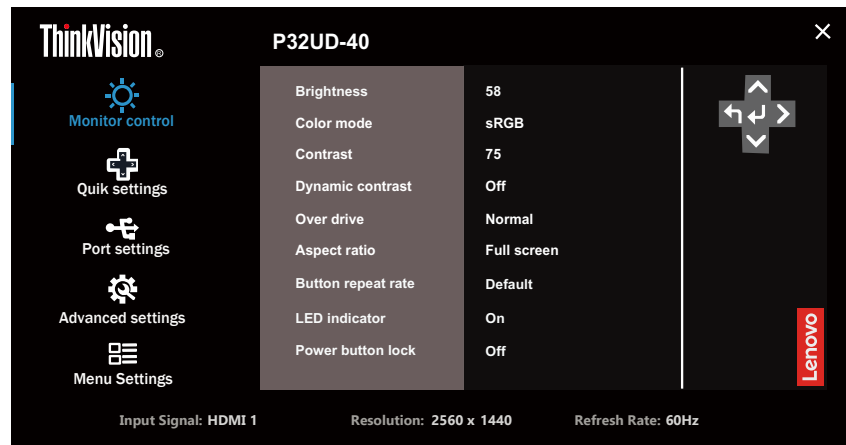 ThinkVision ®
P32UD-40
Monitor control
Quik settings
Port settings
Advanced settings
Menu Settings
Brightness 58
Color mode sRGB
Contrast 75
Dynamic contrast Off
Over drive Normal
Aspect ratio Full screen
Button repeat rate Default
LED indicator On
Power button lock Off
Lenovo
Input Signal: HDMI 1 Resolution: 2560 x 1440 Refresh Rate: 60Hz